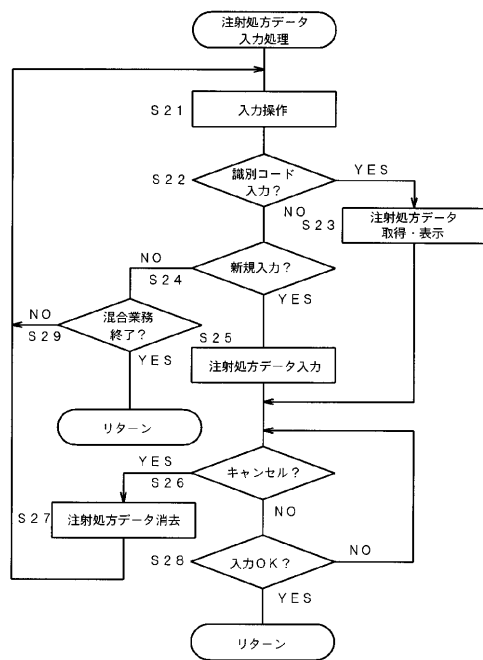 注射処方データ
入力処理
S21
入力操作
S22
識別コード
入力?
YES
NO
S23
注射処方データ
取得・表示
NO
S24
新規入力?
YES
NO
S29
混合業務
終了?
YES
S25
注射処方データ入力
リターン
YES
S26
キャンセル?
NO
S27
注射処方データ消去
S28
入力OK?
NO
YES
リターン